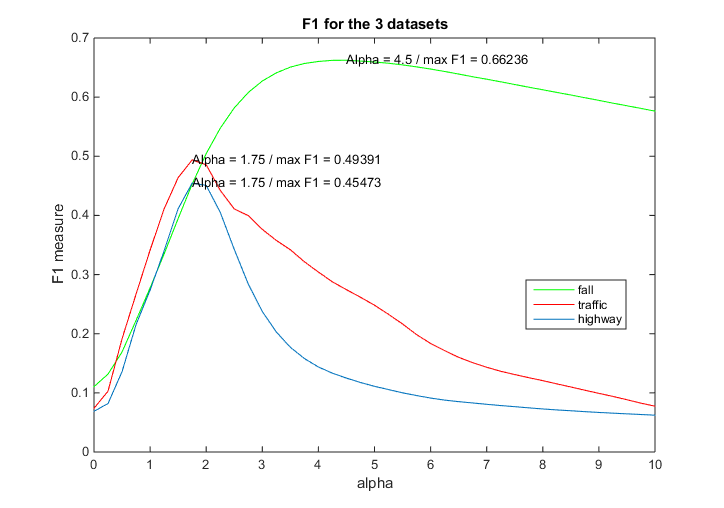 F1 for the 3 datasets
0.7
Alpha = 4.5 / max F1 = 0.66236
0.6
0.5
Alpha = 1.75 / max F1 = 0.49391
Alpha = 1.75 / max F1 = 0.45473
0.4
F1 measure
0.3
fall
traffic
highway
0.2
0.1
0
0 1 2 3 4 5 6 7 8 9 10
alpha